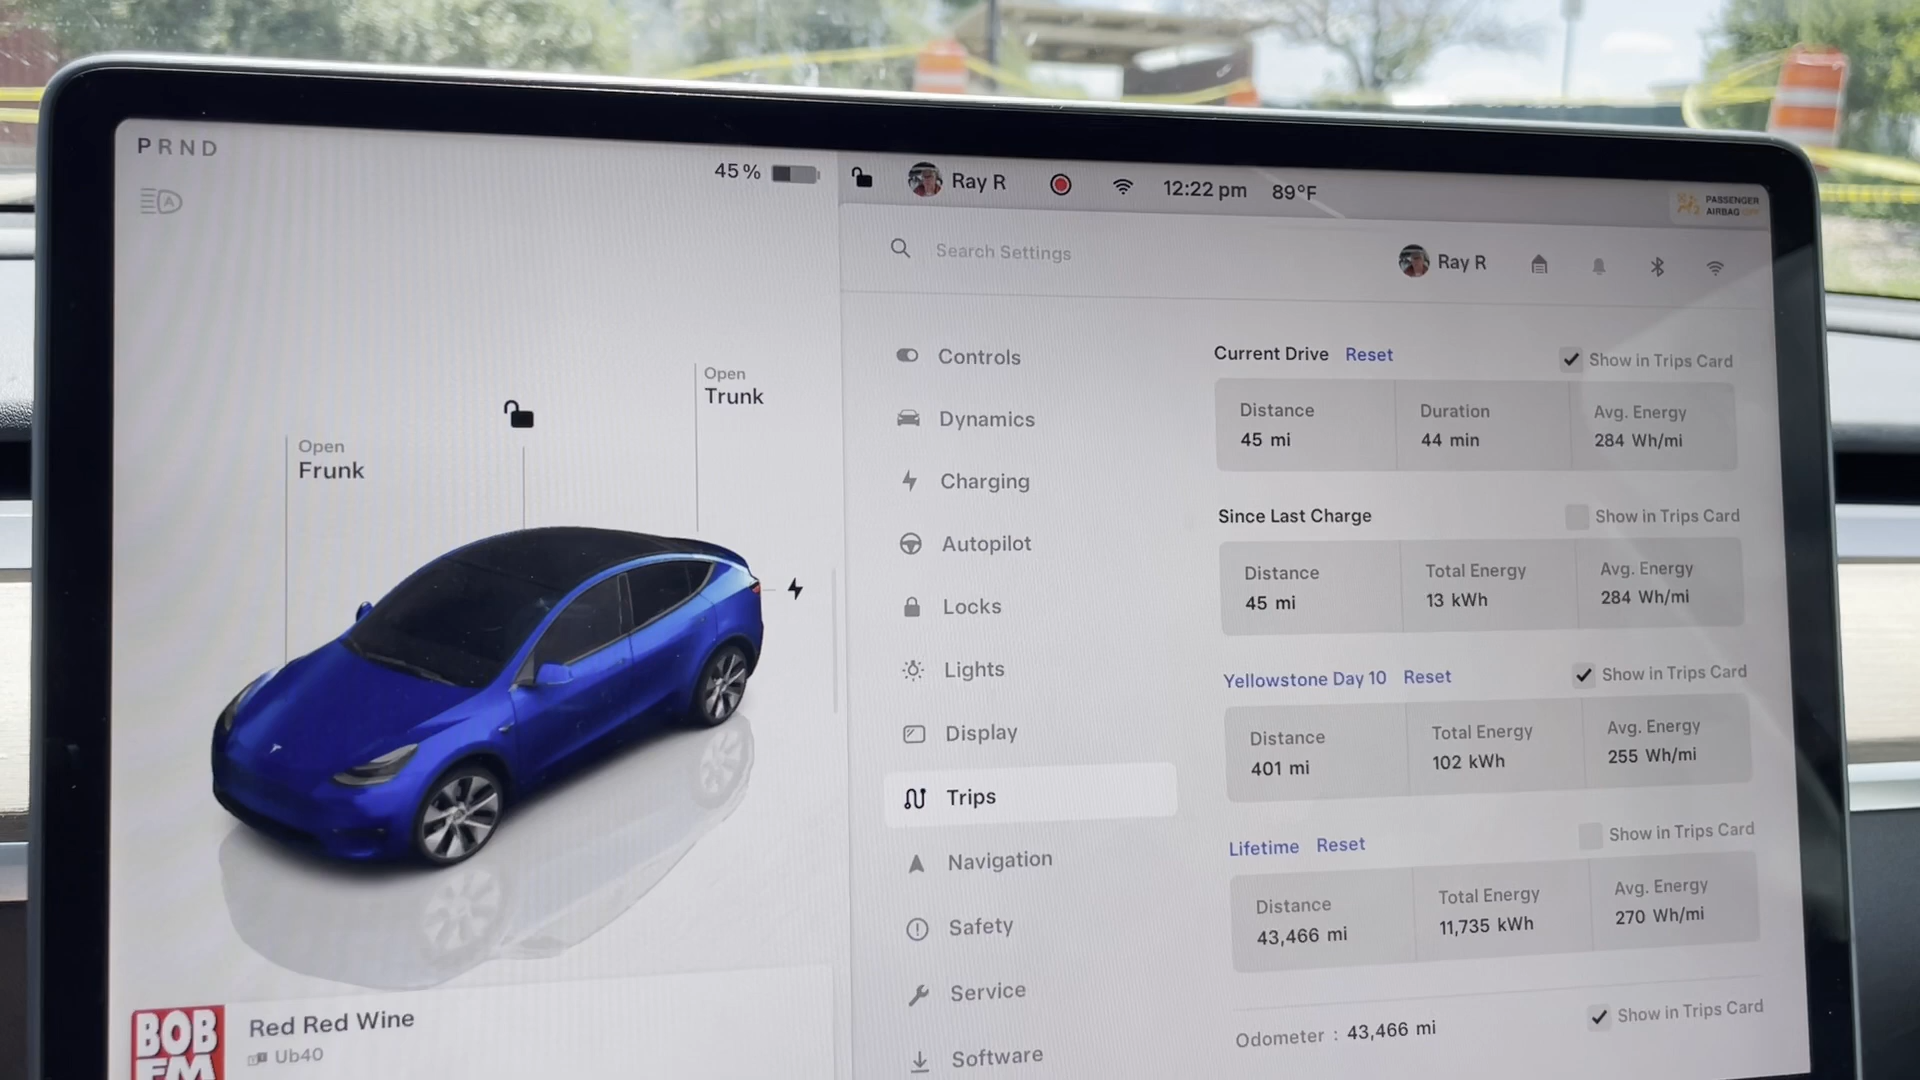 PRND
45 %
Ray R
12:22 pm
89°F
PASSENGER
AIRBAG OFF
Search Settings
Ray R
Open
Trunk
Open
Frunk
Controls
Dynamics
Charging
Autopilot
Locks
Lights
Display
Trips
Navigation
Safety
Service
Software
Current Drive Reset
Show in Trips Card
Distance
45 mi
Duration
44 min
Avg. Energy
284 Wh/mi
Since Last Charge
Show in Trips Card
Distance
45 mi
Total Energy
13 kWh
Avg. Energy
284 Wh/mi
Yellowstone Day 10 Reset
Show in Trips Card
Distance
401 mi
Total Energy
102 kWh
Avg. Energy
255 Wh/mi
Lifetime Reset
Show in Trips Card
Distance
43,466 mi
Total Energy
11,735 kWh
Avg. Energy
270 Wh/mi
Odometer : 43,466 mi
Show in Trips Card
BOB
FM
Red Red Wine
Ub40